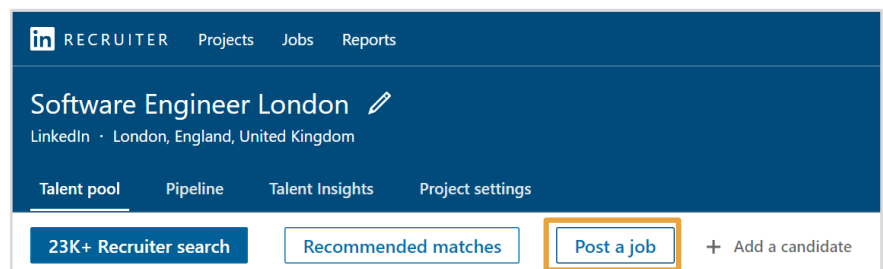 in RECRUITER Projects Jobs Reports
Software Engineer London
LinkedIn · London, England, United Kingdom
Talent pool Pipeline Talent Insights Project settings
23K+ Recruiter search Recommended matches Post a job + Add a candidate